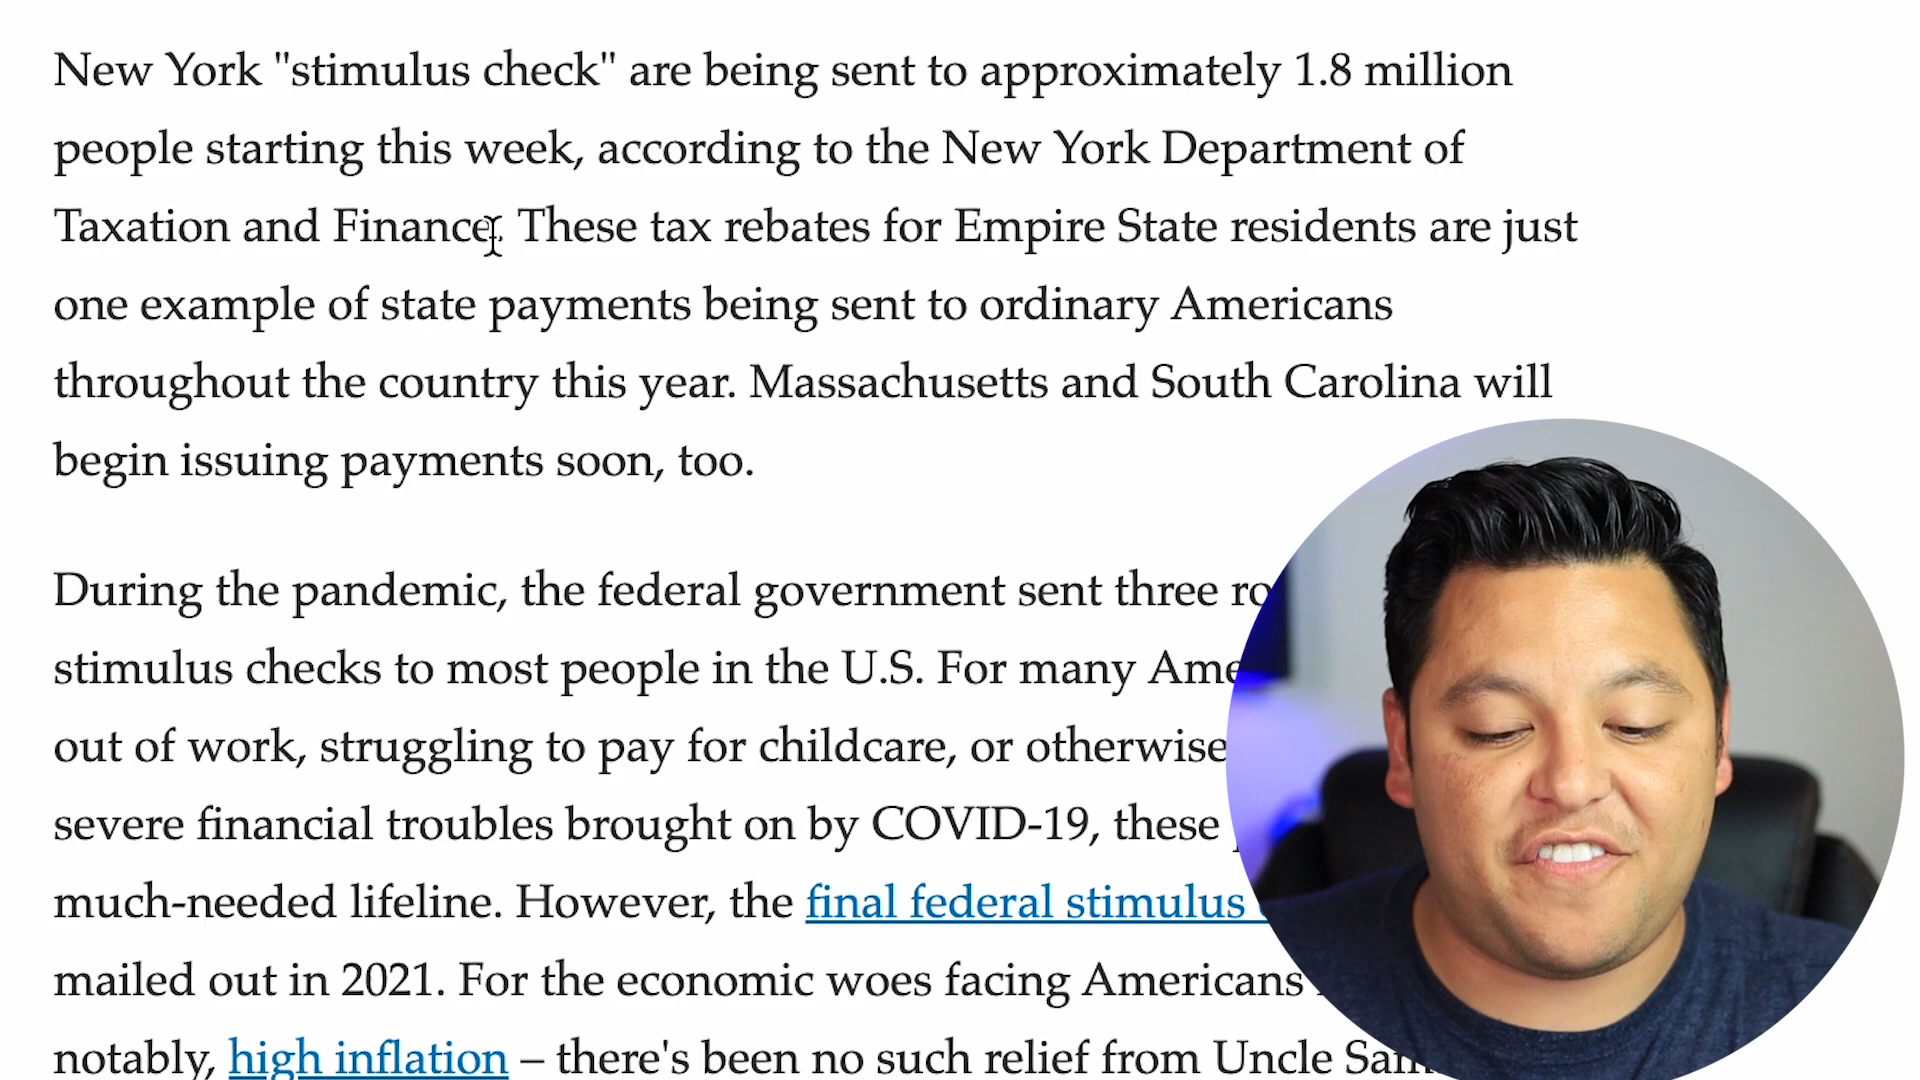 New York "stimulus check" are being sent to approximately 1.8 million
people starting this week, according to the New York Department of
Taxation and Finance. These tax rebates for Empire State residents are just
one example of state payments being sent to ordinary Americans
throughout the country this year. Massachusetts and South Carolina will
begin issuing payments soon, too.
During the pandemic, the federal government sent three
stimulus checks to most people in the U.S. For many
out of work, struggling to pay for childcare, or otherwise
severe financial troubles brought on by COVID-19, these
much-needed lifeline. However, the final federal stimulus
mailed out in 2021. For the economic woes facing Americans
notably, high inflation – there's been no such relief from Uncle Sam